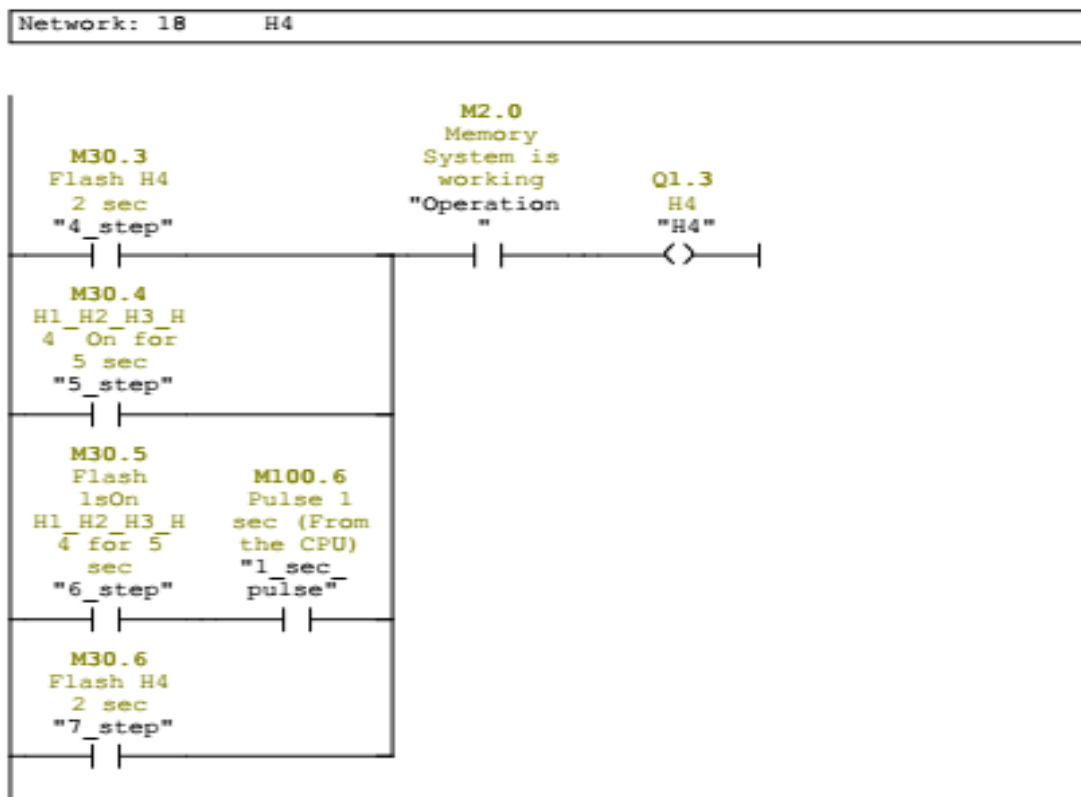 Network: 18 H4
M2.0
Memory
System is
working
"Operation
"
M30.3
Flash H4
2 sec
"4_step"
Q1.3
H4
"H4"
M30.4
H1_H2_H3_H
4 On for
5 sec
"5_step"
M30.5
Flash
1sOn
H1_H2_H3_H
4 for 5
sec
"6_step"
M100.6
Pulse 1
sec (From
the CPU)
"1_sec_
pulse"
M30.6
Flash H4
2 sec
"7_step"